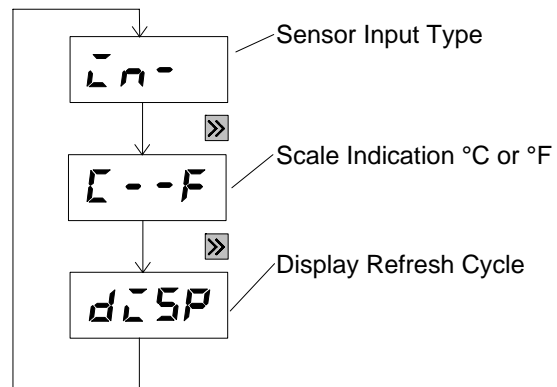 Sensor Input Type
in-
»
Scale Indication °C or °F
C--F
»
Display Refresh Cycle
diSP